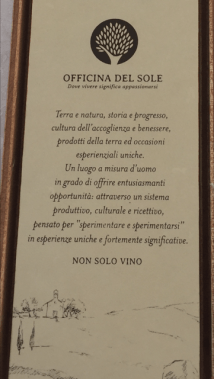 OFFICINA DEL SOLE
Dove vivere significa appassionarsi
Terra e natura, storia e progresso,
cultura dell'accoglienza e benessere,
prodotti della terra ed occasioni
esperienziali uniche.
Un luogo a misura d'uomo
in grado di offrire entusiasmanti
opportunità: attraverso un sistema
produttivo, culturale e ricettivo,
pensato per "sperimentare e sperimentarsi"
in esperienze uniche e fortemente significative.
NON SOLO VINO